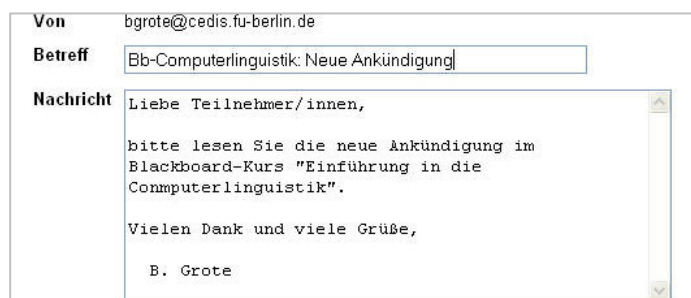 Von bgrote@cedis.fu-berlin.de
Betreff Bb-Computerlinguistik: Neue Ankündigung
Nachricht Liebe Teilnehmer/innen,
bitte lesen Sie die neue Ankündigung im
Blackboard-Kurs "Einführung in die
Conmputerlinguistik".
Vielen Dank und viele Grüße,
B. Grote